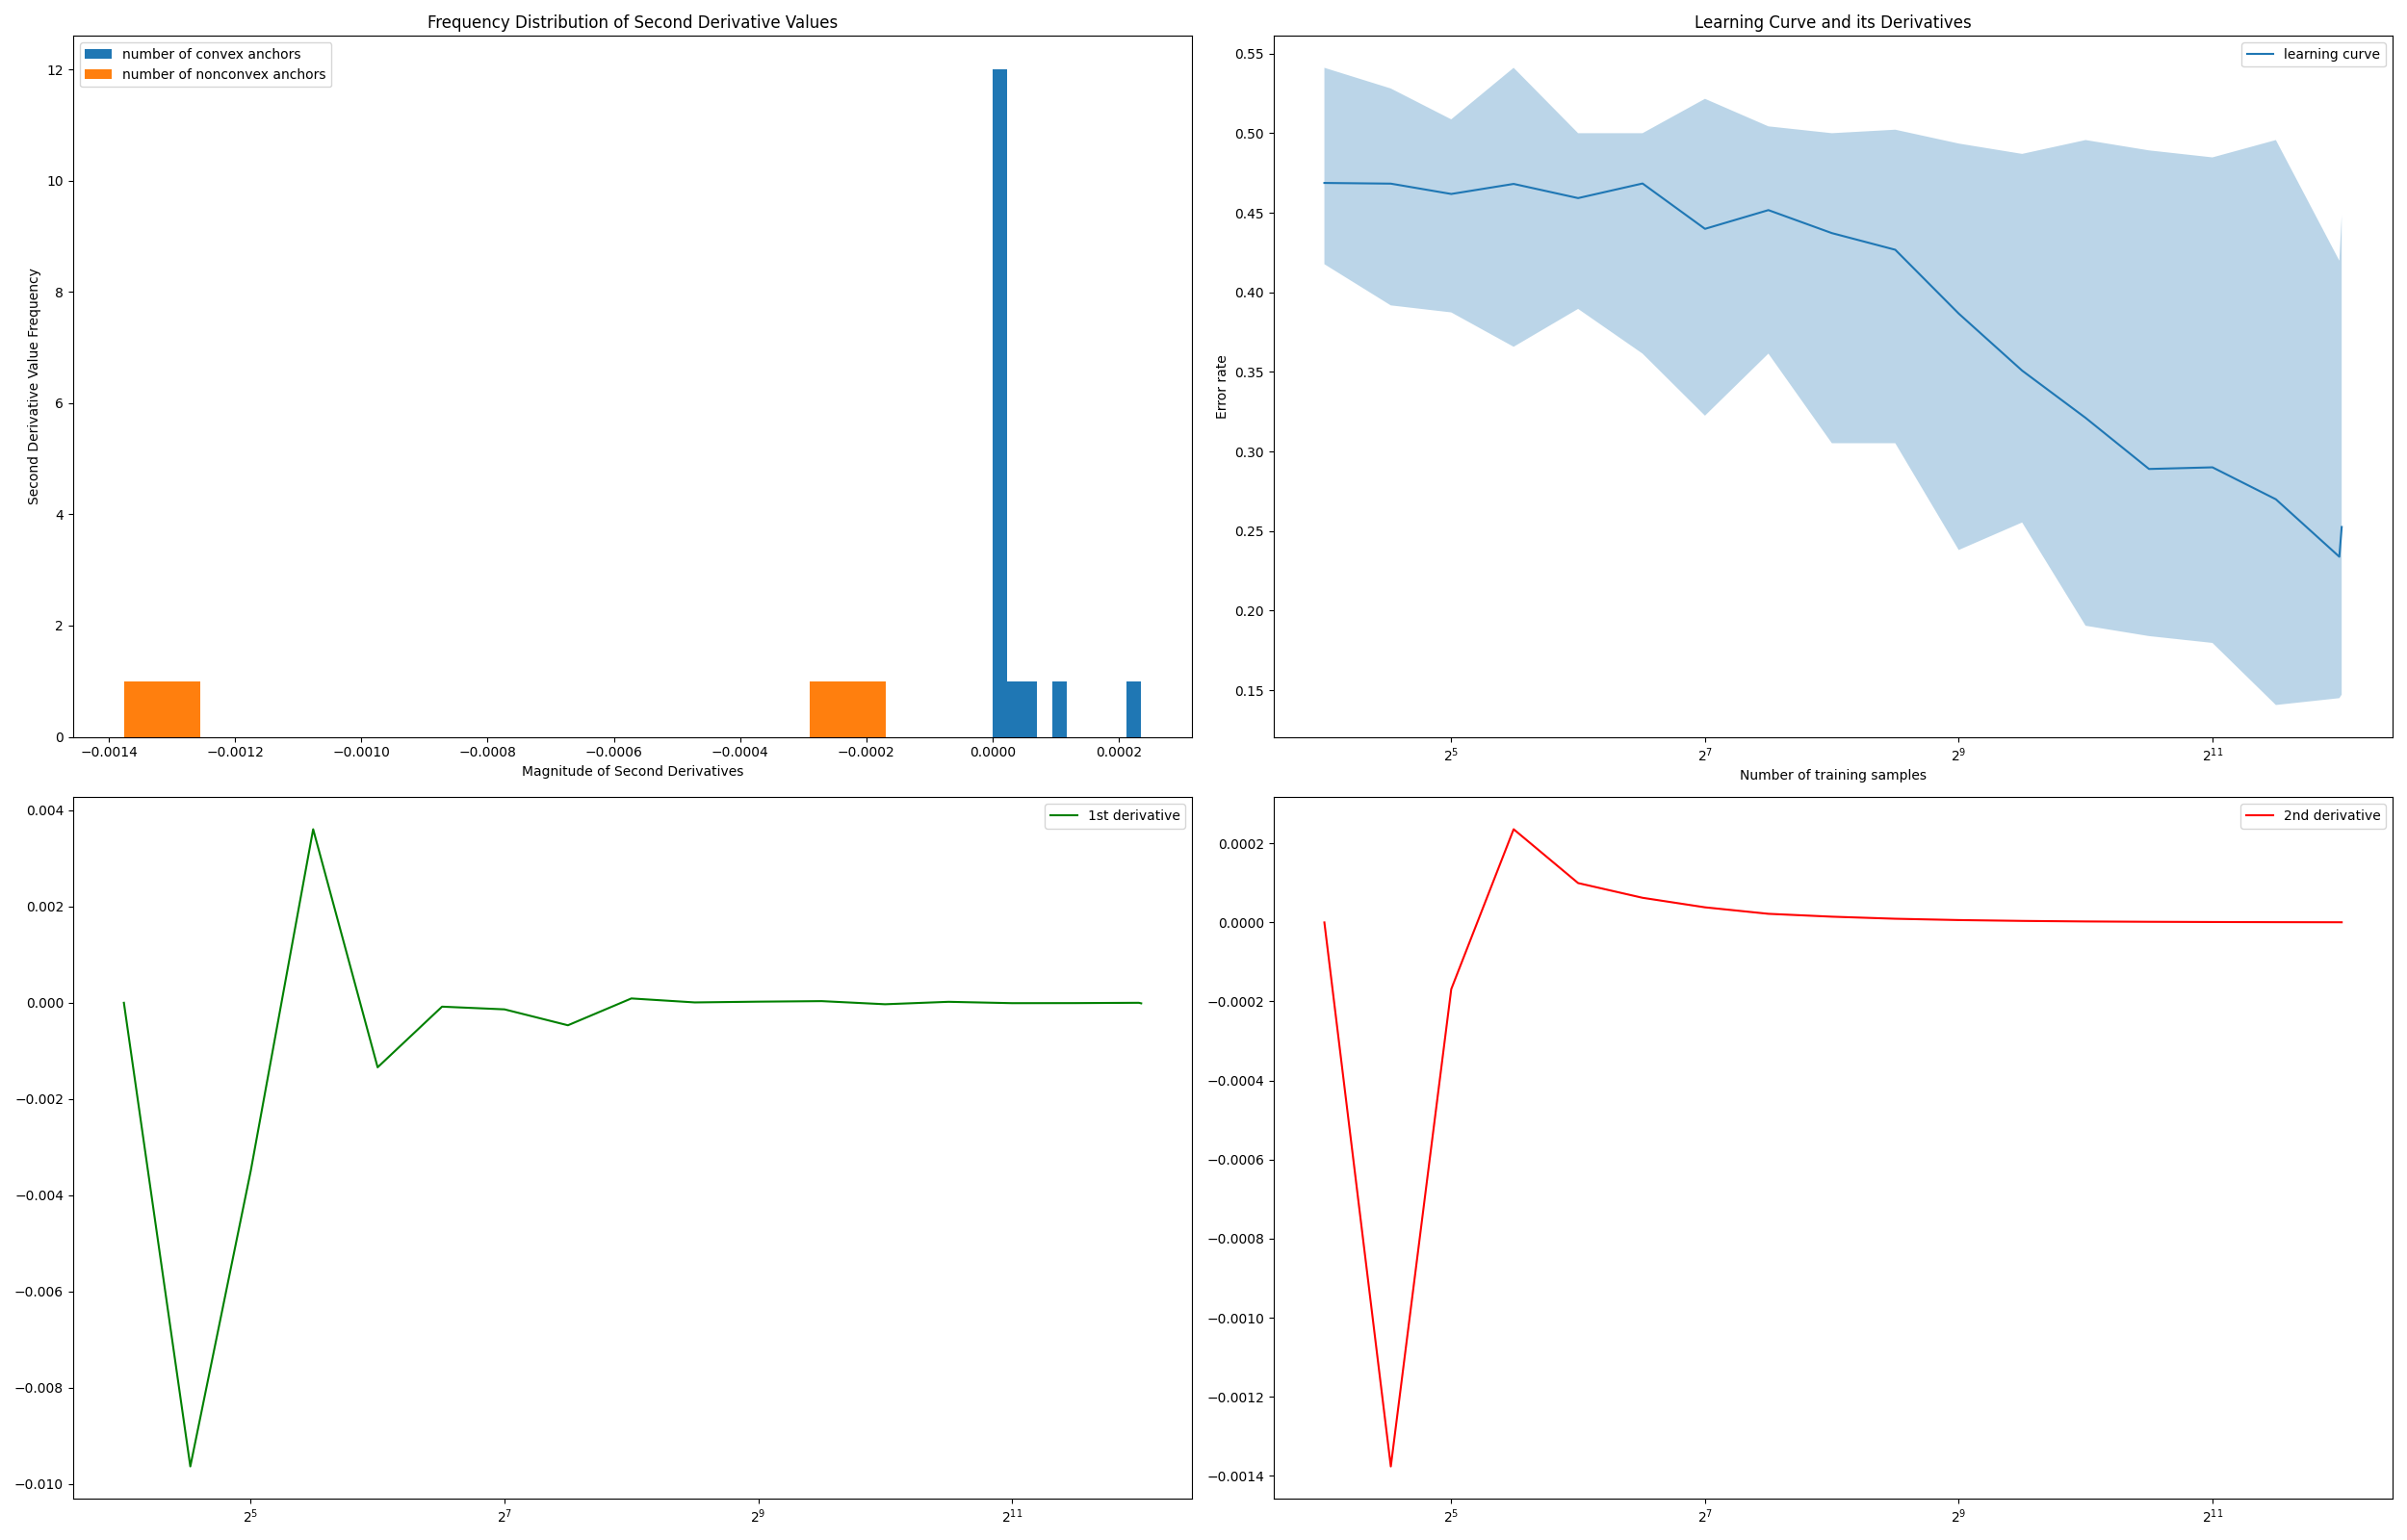 Frequency Distribution of Second Derivative Values
number of convex anchors
number of nonconvex anchors
Second Derivative Value Frequency
12
10
8
6
4
2
0
−0.0014 −0.0012 −0.0010 −0.0008 −0.0006 −0.0004 −0.0002 0.0000 0.0002
Magnitude of Second Derivatives
Learning Curve and its Derivatives
learning curve
Error rate
0.55
0.50
0.45
0.40
0.35
0.30
0.25
0.20
0.15
2^5 2^7 2^9 2^11
Number of training samples
1st derivative
0.004
0.002
0.000
−0.002
−0.004
−0.006
−0.008
−0.010
2^5 2^7 2^9 2^11
2nd derivative
0.0002
0.0000
−0.0002
−0.0004
−0.0006
−0.0008
−0.0010
−0.0012
−0.0014
2^5 2^7 2^9 2^11